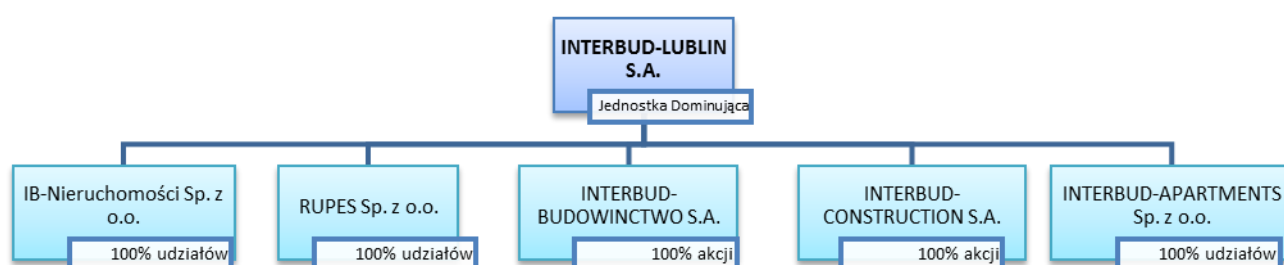 INTERBUD-LUBLIN
S.A.
Jednostka Dominująca
IB-Nieruchomości Sp. z
o.o.
100% udziałów
RUPES Sp. z o.o.
100% udziałów
INTERBUD-
BUDOWINCTWO S.A.
100% akcji
INTERBUD-
CONSTRUCTION S.A.
100% akcji
INTERBUD-APARTMENTS
Sp. z o.o.
100% udziałów